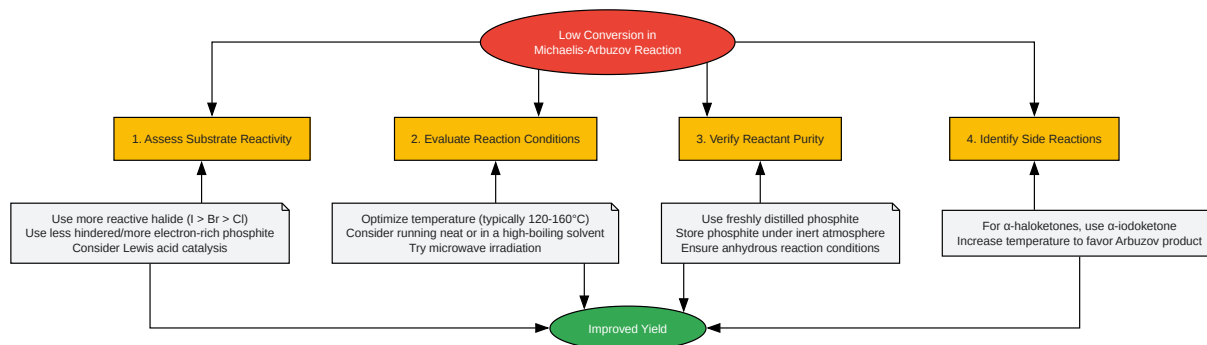 Low Conversion in
Michaelis-Arbuzov Reaction
1. Assess Substrate Reactivity
2. Evaluate Reaction Conditions
3. Verify Reactant Purity
4. Identify Side Reactions
Use more reactive halide (I > Br > Cl)
Use less hindered/more electron-rich phosphite
Consider Lewis acid catalysis
Optimize temperature (typically 120-160°C)
Consider running neat or in a high-boiling solvent
Try microwave irradiation
Use freshly distilled phosphite
Store phosphite under inert atmosphere
Ensure anhydrous reaction conditions
For α-haloketones, use α-iodoketone
Increase temperature to favor Arbuzov product
Improved Yield